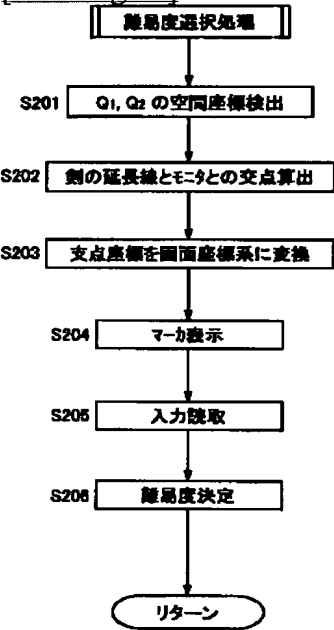 難易度選択処理
S201 Q1, Q2 の空間座標検出
S202 剣の延長線とモニタとの交点算出
S203 支点座標を画面座標系に変換
S204 マーカ表示
S205 入力読取
S206 難易度決定
リターン